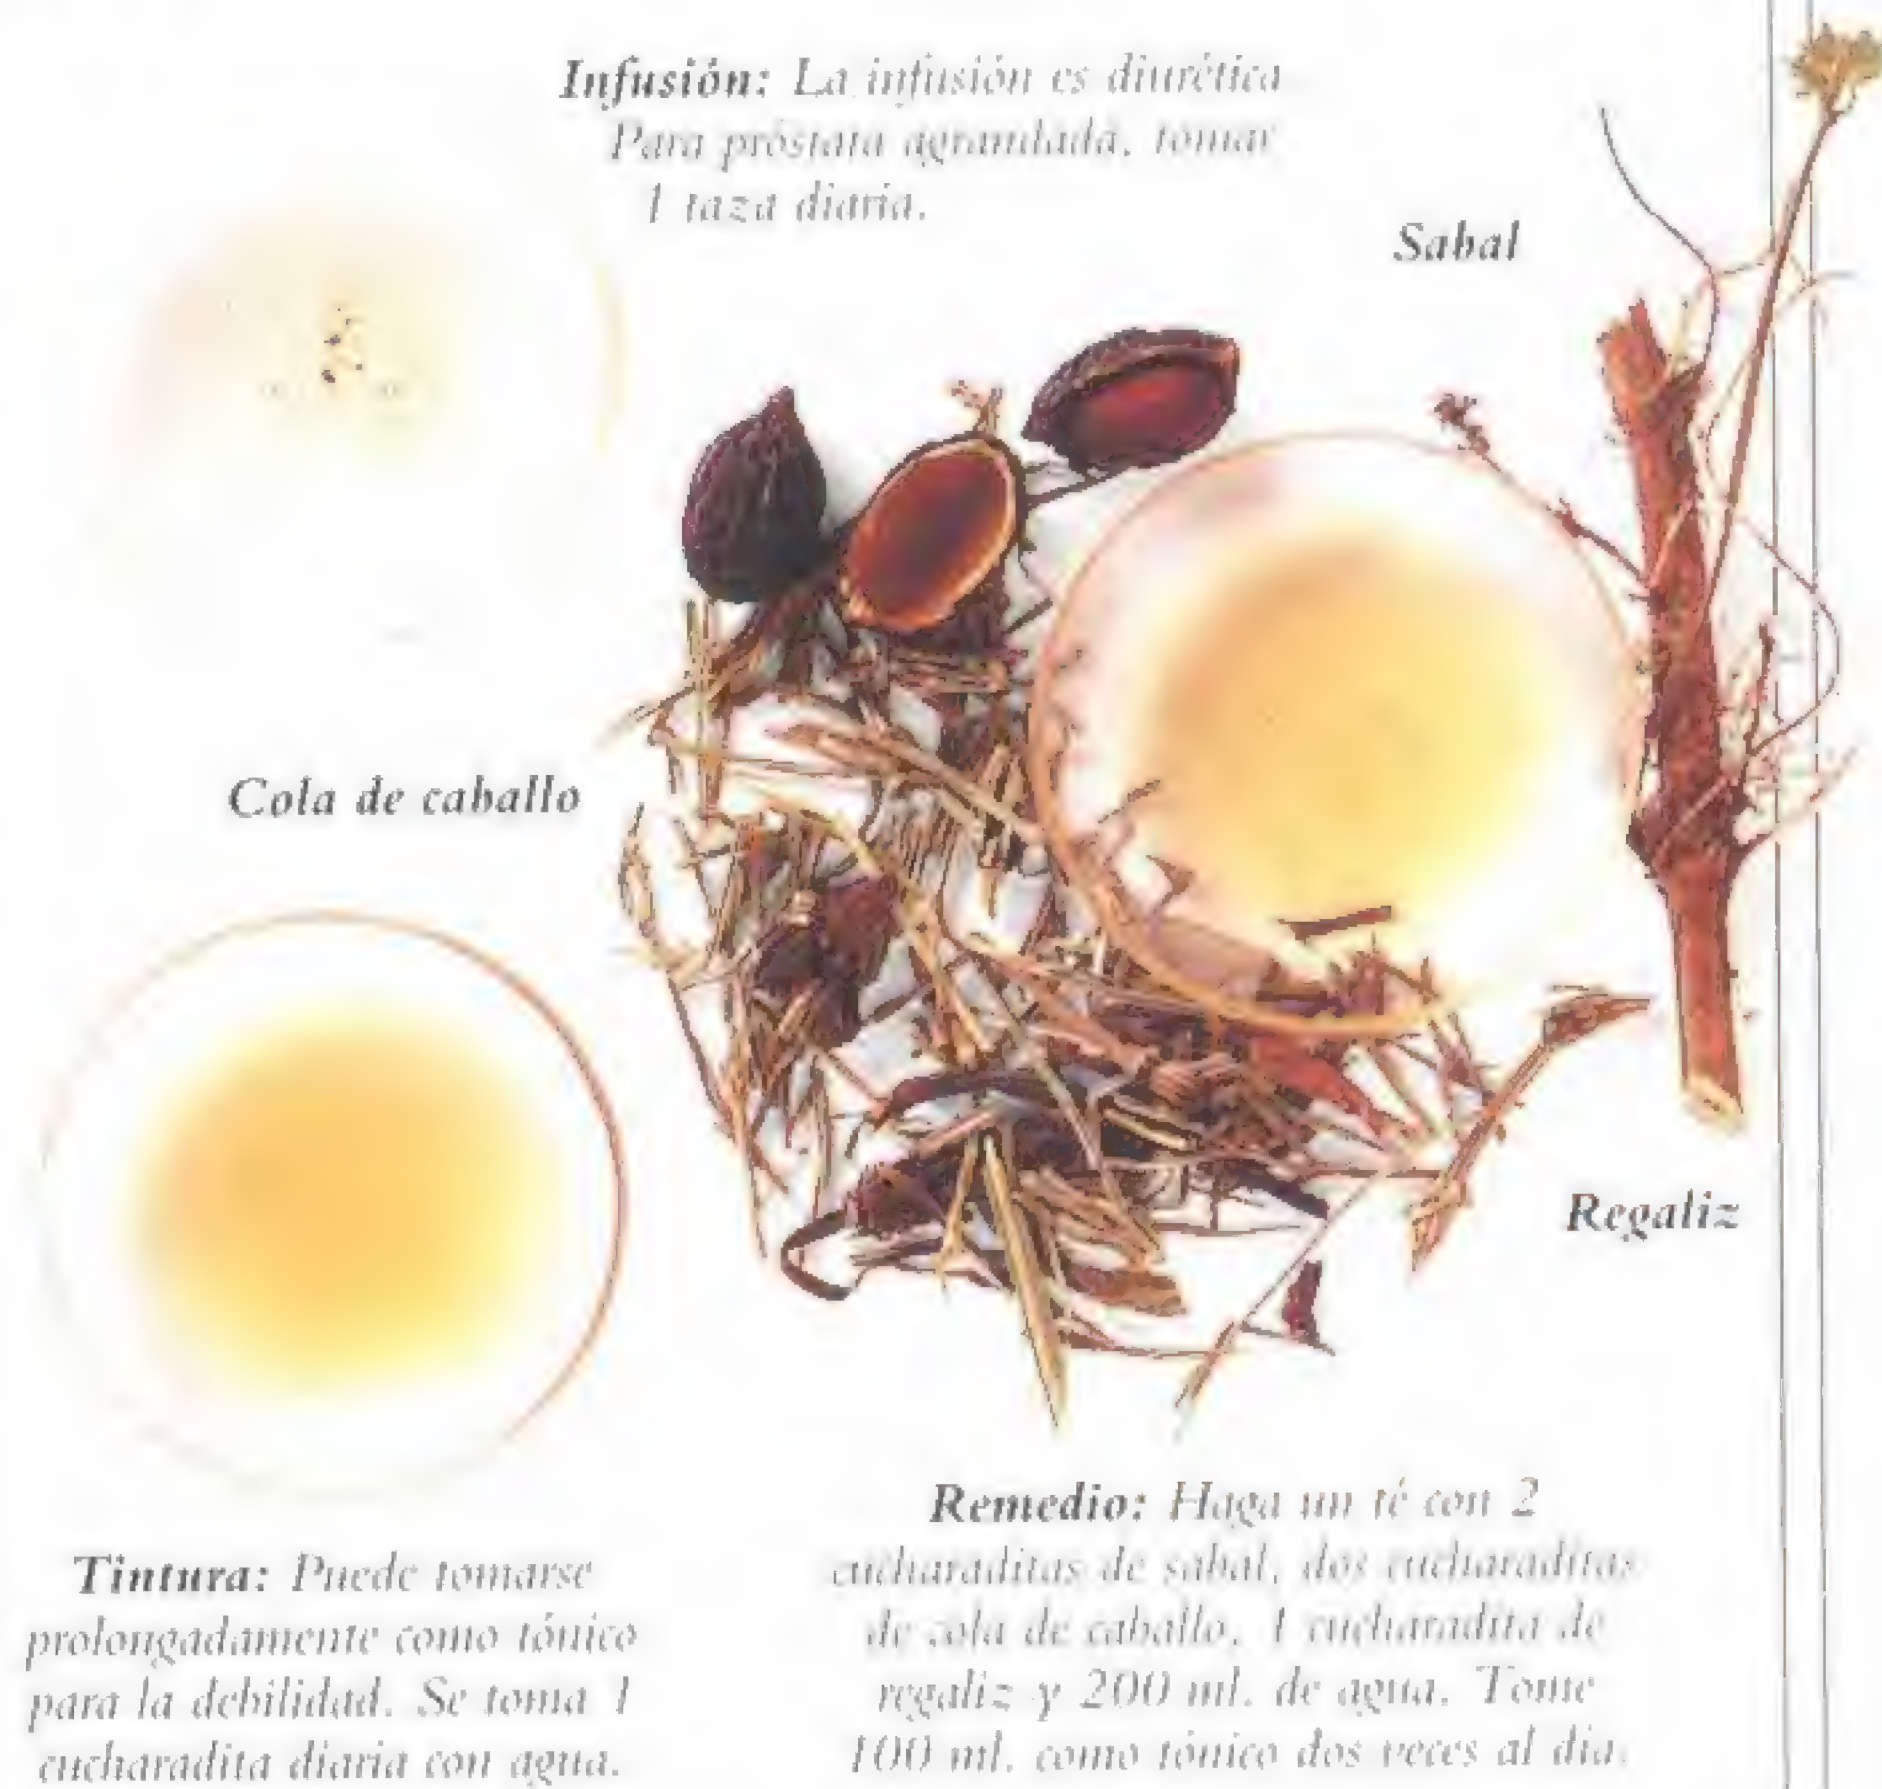 Infusión: La infusión es diurética
Para próstata agrandada, tomar
1 taza diaria.
Sabal
Cola de caballo
Regaliz
Tintura: Puede tomarse
prolongadamente como tónico
para la debilidad. Se toma 1
cucharadita diaria con agua.
Remedio: Haga un té con 2
cucharaditas de sabal, dos cucharaditas
de cola de caballo, 1 cucharadita de
regaliz y 200 ml. de agua. Tome
100 ml. como tónico dos veces al día.